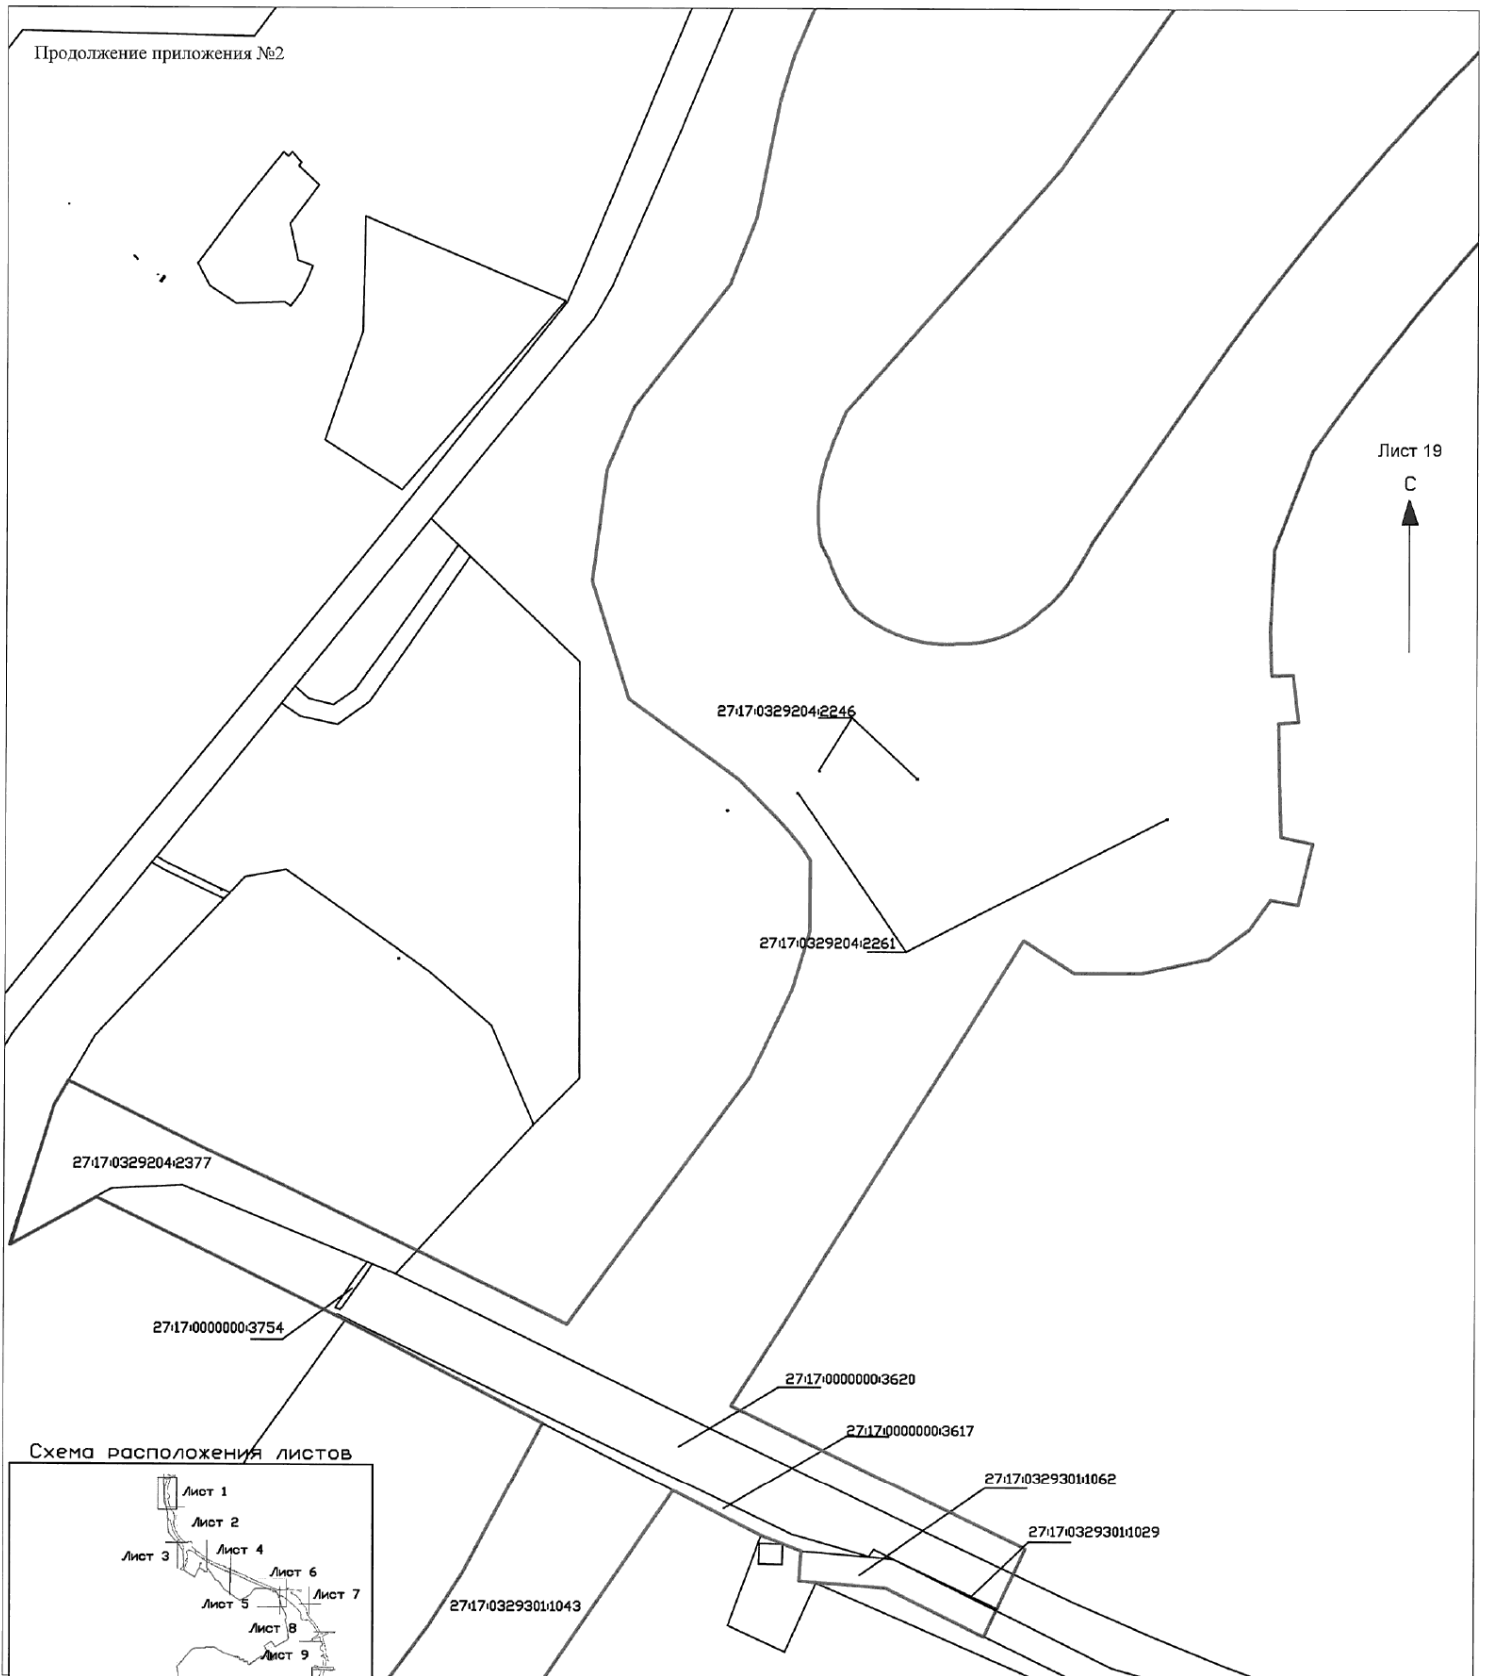 Продолжение приложения №2
Лист 19
С
27:17:0329204:2246
27:17:0329204:2261
27:17:0329204:2377
27:17:0000000:3754
27:17:0000000:3620
27:17:0000000:3617
27:17:0329301:1062
27:17:0329301:1029
27:17:0329301:1043
Схема расположения листов
Лист 1
Лист 2
Лист 3
Лист 4
Лист 6
Лист 7
Лист 5
Лист 8
Лист 9